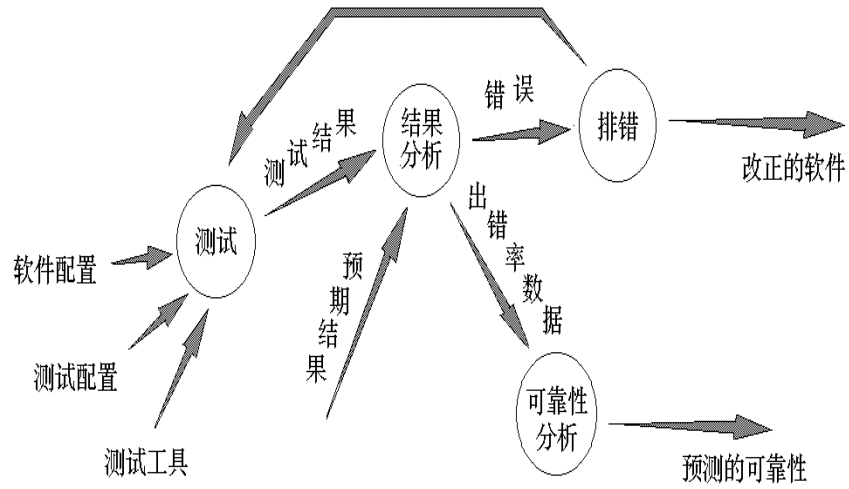 错误
结果
分析
排错
测试结果
改正的软件
测试
出错率数据
软件配置
预期结果
测试配置
可靠性
分析
测试工具
预测的可靠性